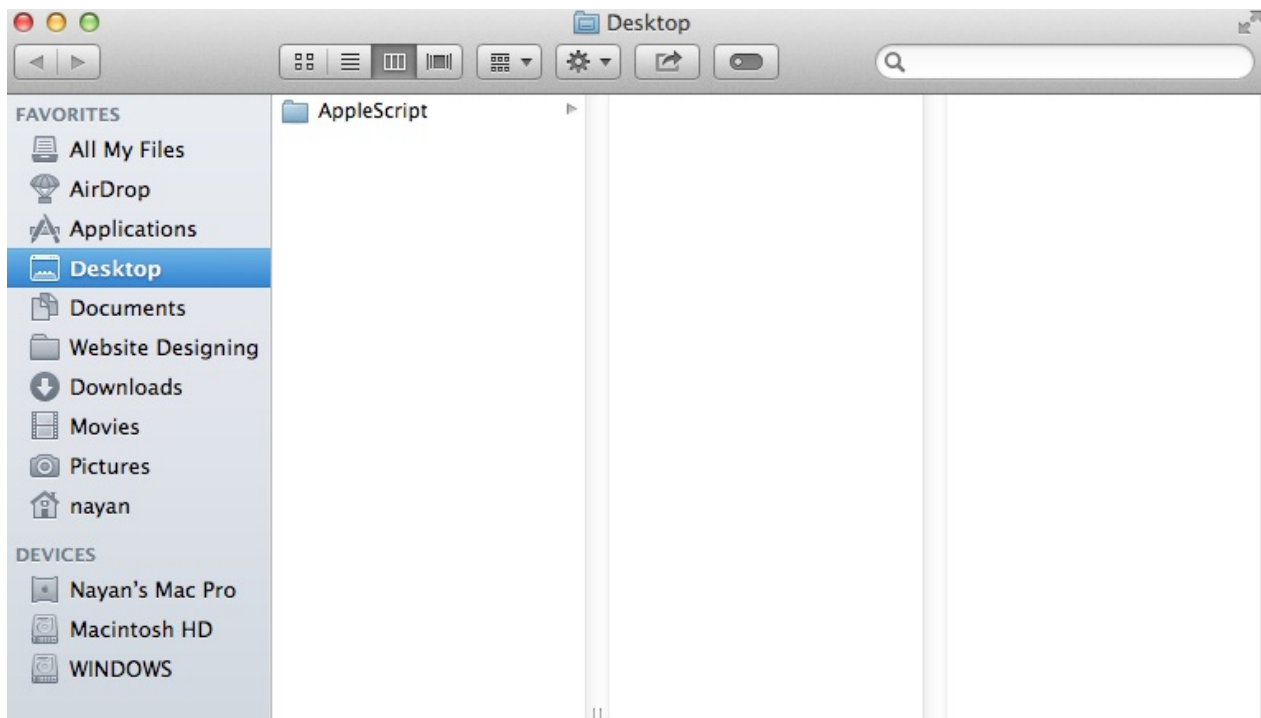 Desktop
FAVORITES
All My Files
AirDrop
Applications
Desktop
Documents
Website Designing
Downloads
Movies
Pictures
nayan
DEVICES
Nayan's Mac Pro
Macintosh HD
WINDOWS
AppleScript